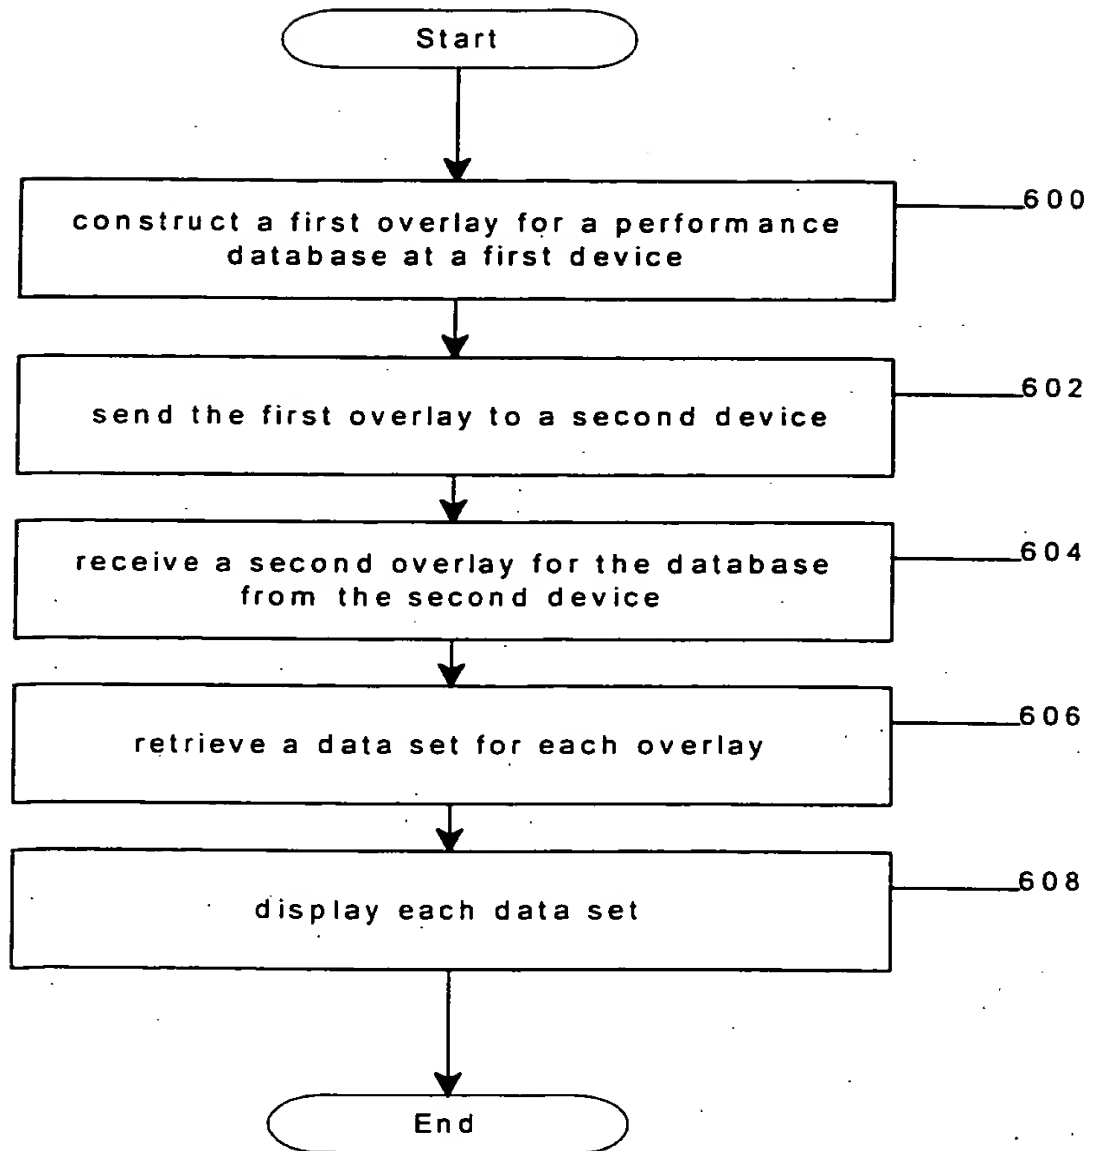 Start
construct a first overlay for a performance
database at a first device
600
send the first overlay to a second device
602
receive a second overlay for the database
from the second device
604
retrieve a data set for each overlay
606
display each data set
608
End